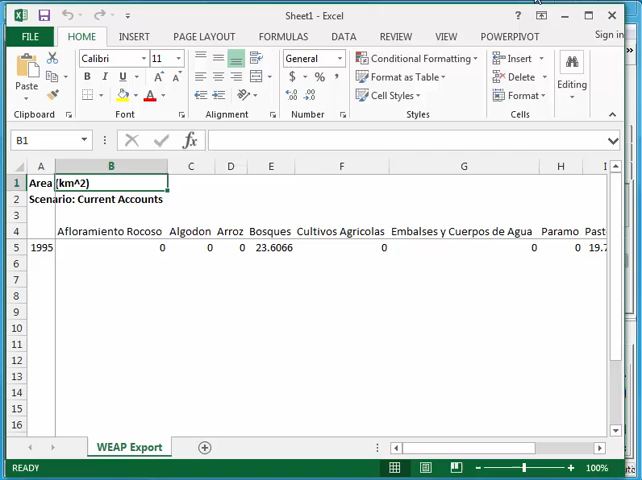 Sheet1 - Excel
?
FILE HOME INSERT PAGE LAYOUT FORMULAS DATA REVIEW VIEW POWERPIVOT Sign in
Paste
Calibri 11
B I U
A
$ % ,
Conditional Formatting
Format as Table
Cell Styles
Insert
Delete
Format
Editing
Clipboard Font Alignment Number Styles Cells
B1 fx
A B C D E F G H I
1 Area (km^2)
2 Scenario: Current Accounts
3
4 Afloramiento Rocoso Algodon Arroz Bosques Cultivos Agricolas Embalses y Cuerpos de Agua Paramo Past
5 1995 0 0 0 23.6066 0 0 0 19.7
6
7
8
9
10
11
12
13
14
15
16
WEAP Export
READY 100%